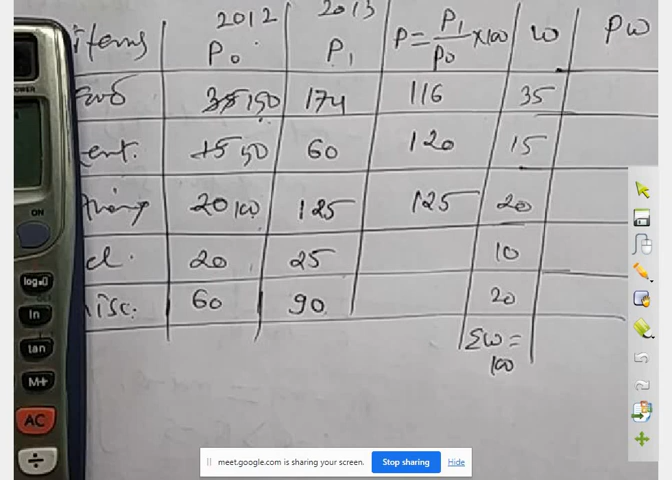 2012 2013
items P₀ P₁ P = P₁/P₀ × 100 W PW
150 174 116 35
50 60 120 15
20 100 125 125 20
20 25 10
60 90 20
ΣW =
100
ON
log
ln
tan
M+
AC
÷
meet.google.com is sharing your screen. Stop sharing Hide